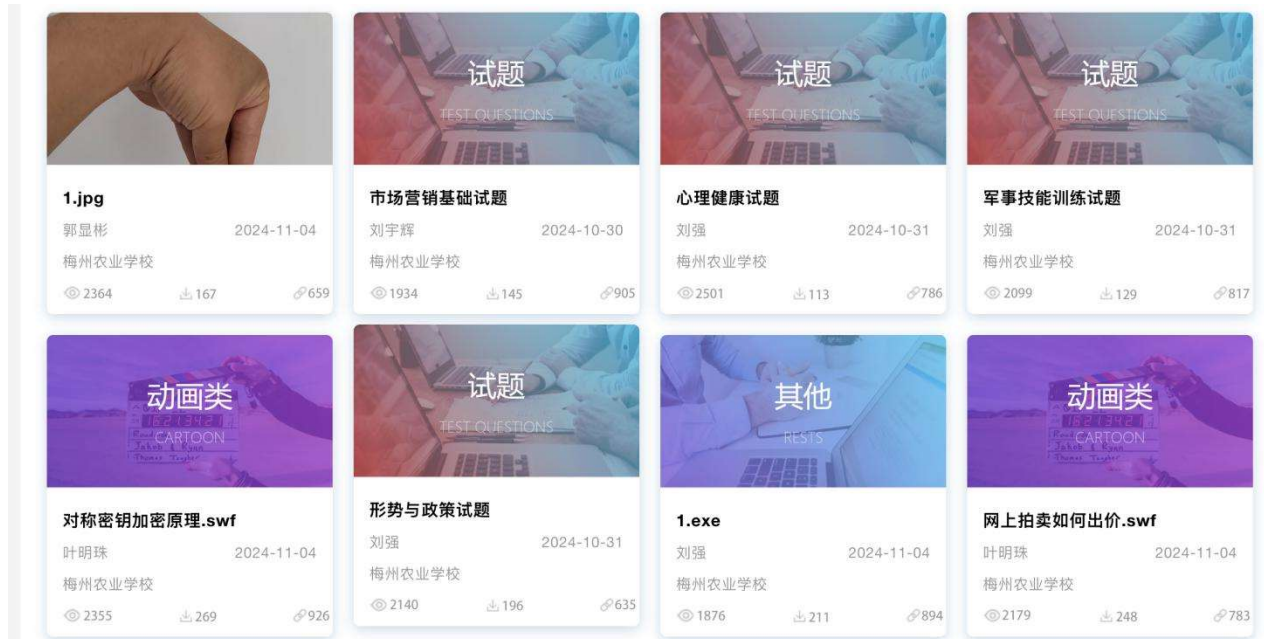 试题
TEST QUESTIONS
试题
TEST QUESTIONS
试题
TEST QUESTIONS
1.jpg
郭显彬 2024-11-04
梅州农业学校
2364 167 659
市场营销基础试题
刘宇辉 2024-10-30
梅州农业学校
1934 145 905
心理健康试题
刘强 2024-10-31
梅州农业学校
2501 113 786
军事技能训练试题
刘强 2024-10-31
梅州农业学校
2099 129 817
动画类
CARTOON
对称密钥加密原理.swf
叶明珠 2024-11-04
梅州农业学校
2355 269 926
试题
TEST QUESTIONS
形势与政策试题
刘强 2024-10-31
梅州农业学校
2140 196 635
其他
RESTS
1.exe
刘强 2024-11-04
梅州农业学校
1876 211 894
动画类
CARTOON
网上拍卖如何出价.swf
叶明珠 2024-11-04
梅州农业学校
2179 248 783